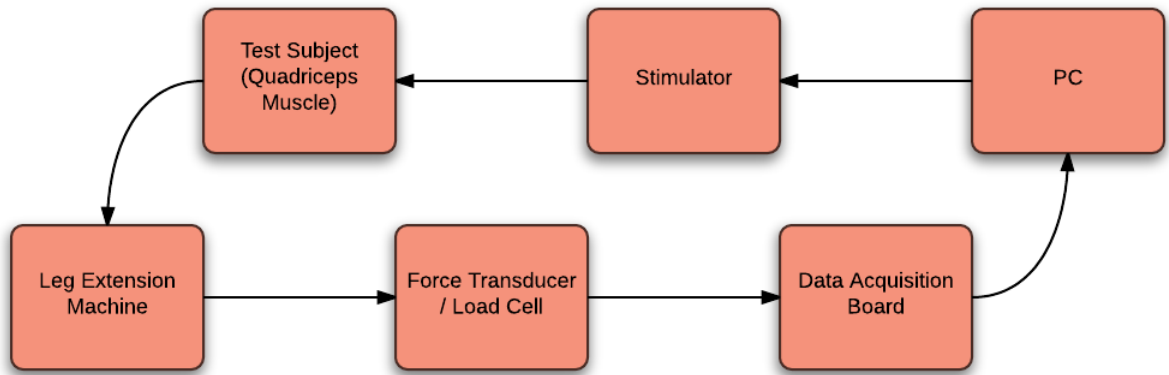 Test Subject
(Quadriceps
Muscle)
Stimulator
PC
Leg Extension
Machine
Force Transducer
/ Load Cell
Data Acquisition
Board